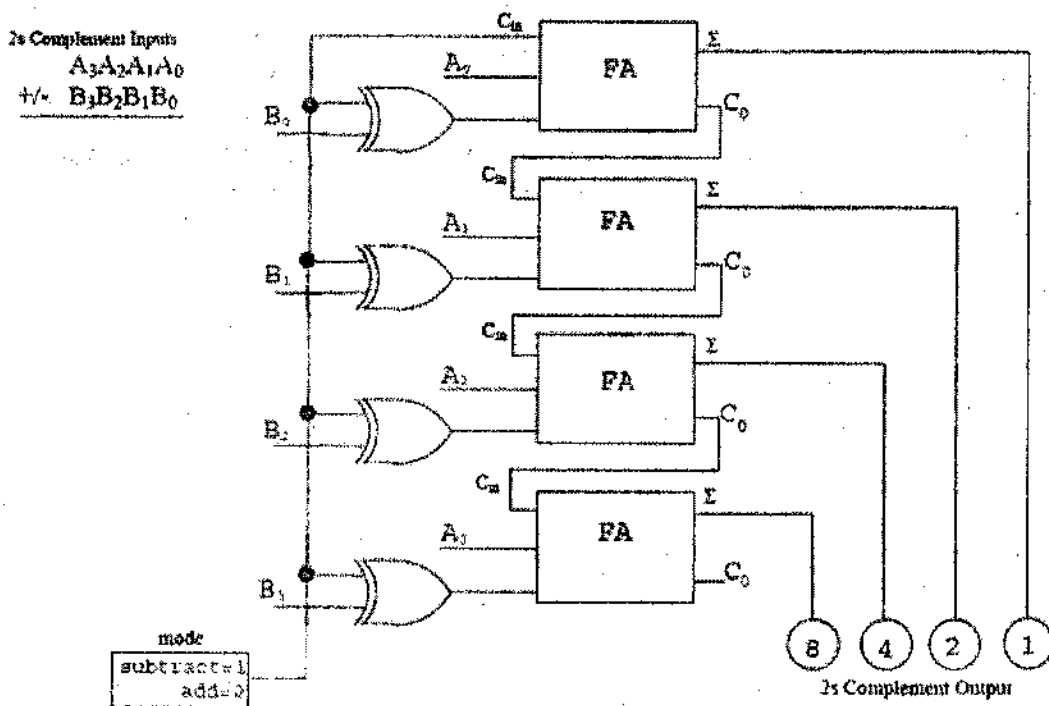 2s Complement Inputs
A₃A₂A₁A₀
+/- B₃B₂B₁B₀
Cin
FA
Σ
C₀
B₀
Cin
FA
Σ
A₁
C₀
B₁
Cin
FA
Σ
A₂
C₀
B₂
Cin
FA
Σ
A₃
C₀
B₃
mode
subtract=1
add=0
8 4 2 1
2s Complement Output